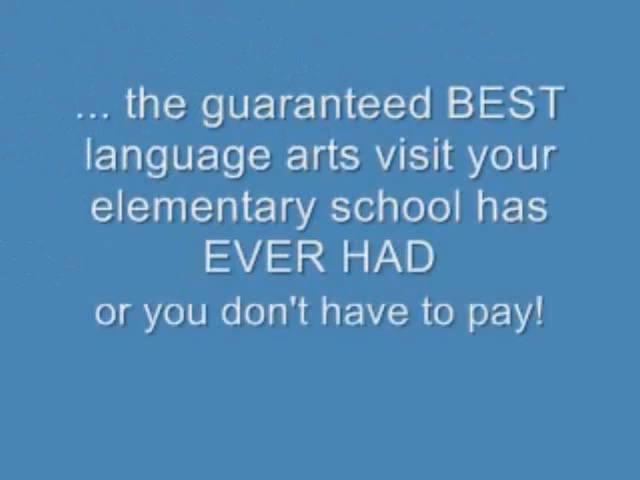 ... the guaranteed BEST
language arts visit your
elementary school has
EVER HAD
or you don't have to pay!